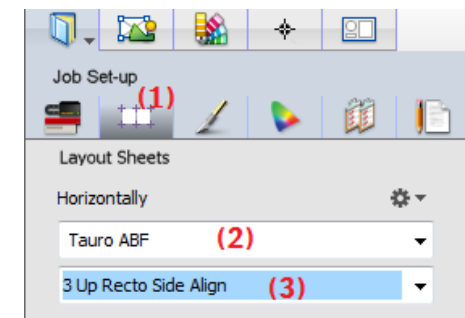 Job Set-up
(1)
Layout Sheets
Horizontally
Tauro ABF (2)
3 Up Recto Side Align (3)